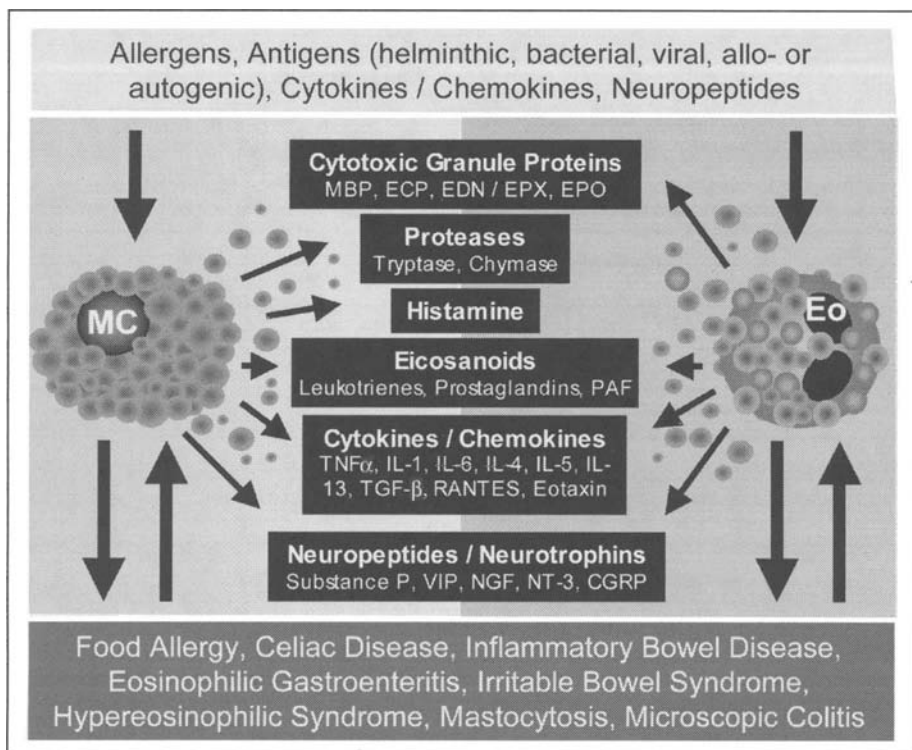 Allergens, Antigens (helminthic, bacterial, viral, allo- or
autogenic), Cytokines / Chemokines, Neuropeptides
Cytotoxic Granule Proteins
MBP, ECP, EDN / EPX, EPO
Proteases
Tryptase, Chymase
MC
Histamine
Eo
Eicosanoids
Leukotrienes, Prostaglandins, PAF
Cytokines / Chemokines
TNFα, IL-1, IL-6, IL-4, IL-5, IL-
13, TGF-β, RANTES, Eotaxin
Neuropeptides / Neurotrophins
Substance P, VIP, NGF, NT-3, CGRP
Food Allergy, Celiac Disease, Inflammatory Bowel Disease,
Eosinophilic Gastroenteritis, Irritable Bowel Syndrome,
Hypereosinophilic Syndrome, Mastocytosis, Microscopic Colitis